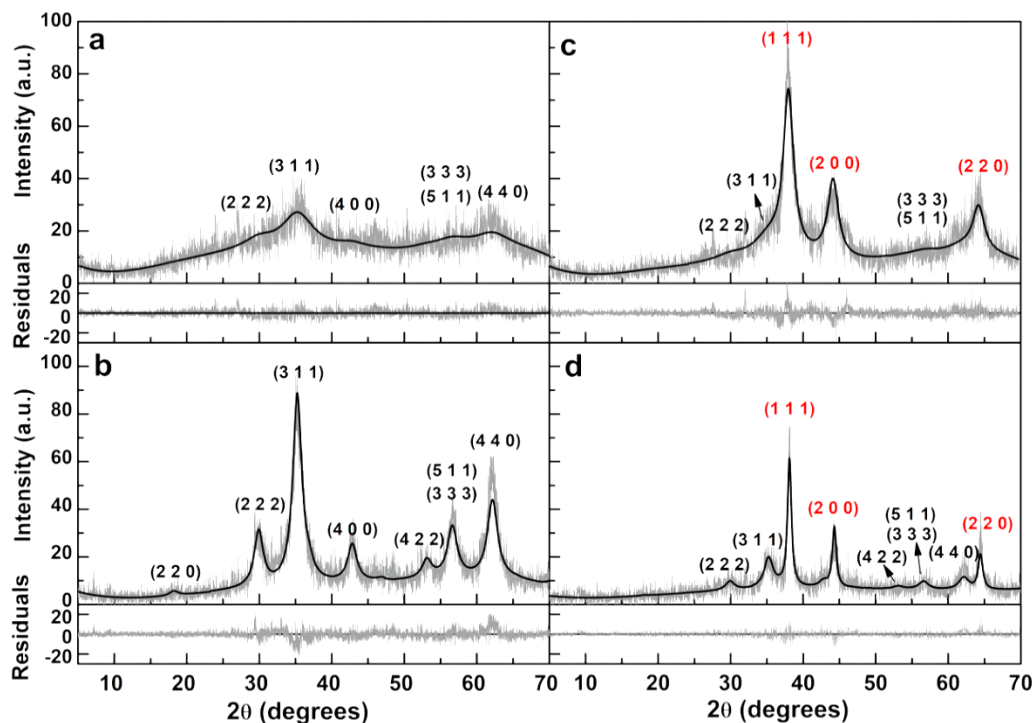 a
100
80
60
40
20
0
Intensity (a.u.)
(2 2 2)
(3 1 1)
(4 0 0)
(3 3 3)
(5 1 1)
(4 4 0)
Residuals
20
0
-20
c
(1 1 1)
(2 0 0)
(2 2 0)
(3 1 1)
(2 2 2)
(3 3 3)
(5 1 1)
b
100
80
60
40
20
0
Intensity (a.u.)
(2 2 0)
(2 2 2)
(3 1 1)
(4 0 0)
(4 2 2)
(5 1 1)
(3 3 3)
(4 4 0)
Residuals
20
0
-20
10 20 30 40 50 60 70
2θ (degrees)
d
(1 1 1)
(2 0 0)
(2 2 0)
(2 2 2)
(3 1 1)
(4 2 2)
(5 1 1)
(3 3 3)
(4 4 0)
10 20 30 40 50 60 70
2θ (degrees)